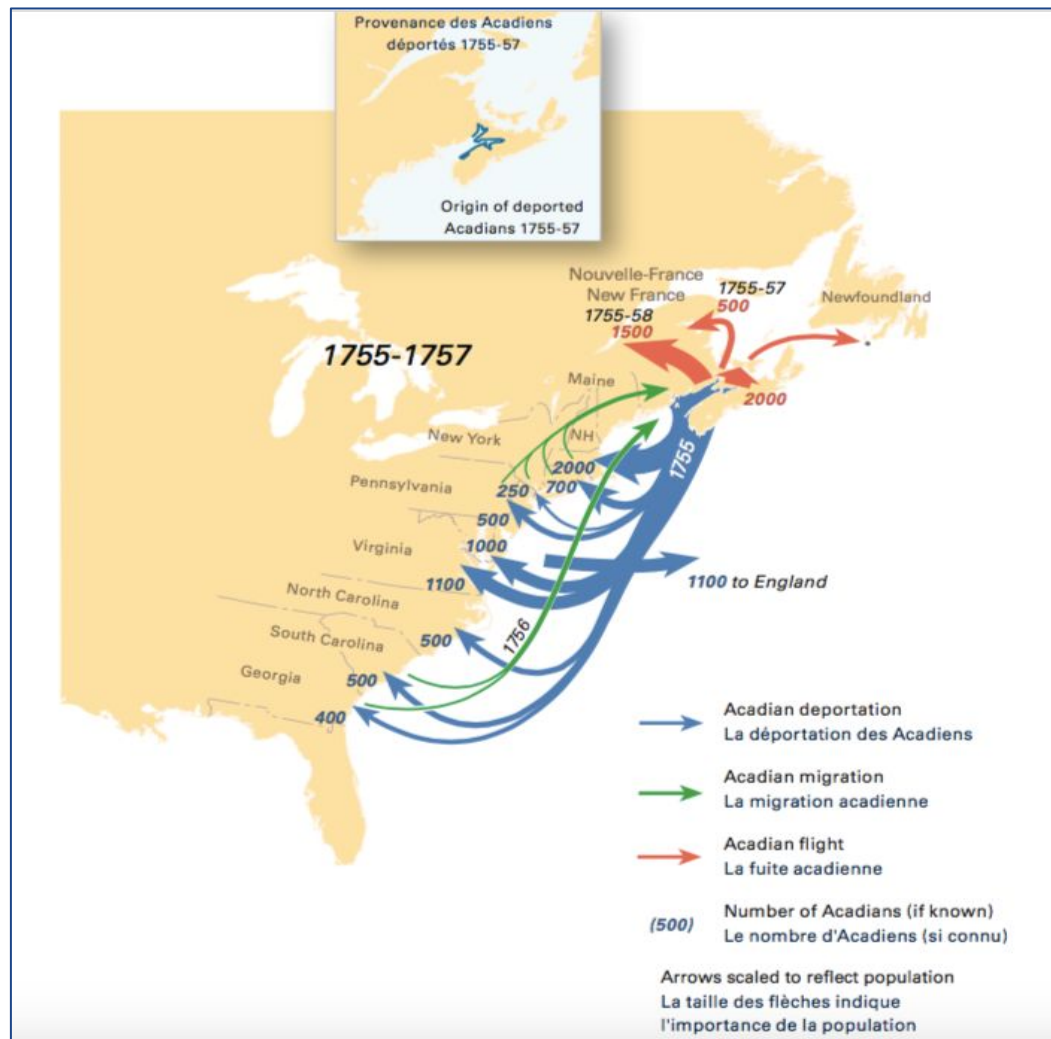 Provenance des Acadiens
déportés 1755-57
Origin of deported
Acadians 1755-57
Nouvelle-France
New France
1755-58
1500
1755-57
500
Newfoundland
1755-1757
2000
Maine
New York
NH
1755
2000
700
250
Pennsylvania
500
Virginia
1000
1100
1100 to England
North Carolina
1756
South Carolina
500
Georgia
500
400
Acadian deportation
La déportation des Acadiens
Acadian migration
La migration acadienne
Acadian flight
La fuite acadienne
(500)
Number of Acadians (if known)
Le nombre d'Acadiens (si connu)
Arrows scaled to reflect population
La taille des flèches indique
l'importance de la population